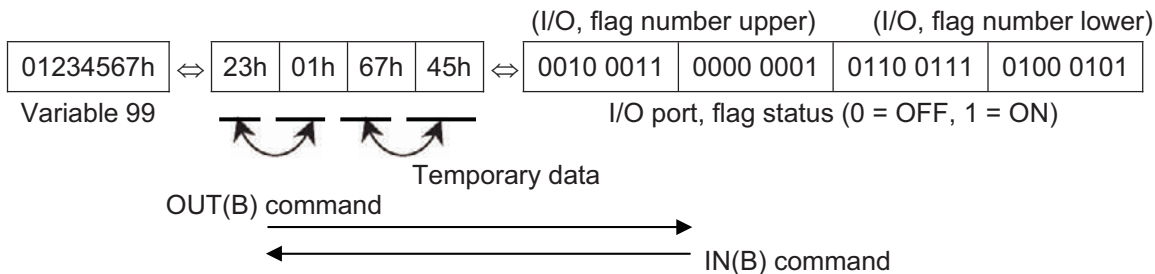 (I/O, flag number upper) (I/O, flag number lower)
01234567h ⇔ 23h 01h 67h 45h ⇔ 0010 0011 0000 0001 0110 0111 0100 0101
Variable 99 I/O port, flag status (0 = OFF, 1 = ON)
Temporary data
OUT(B) command
IN(B) command